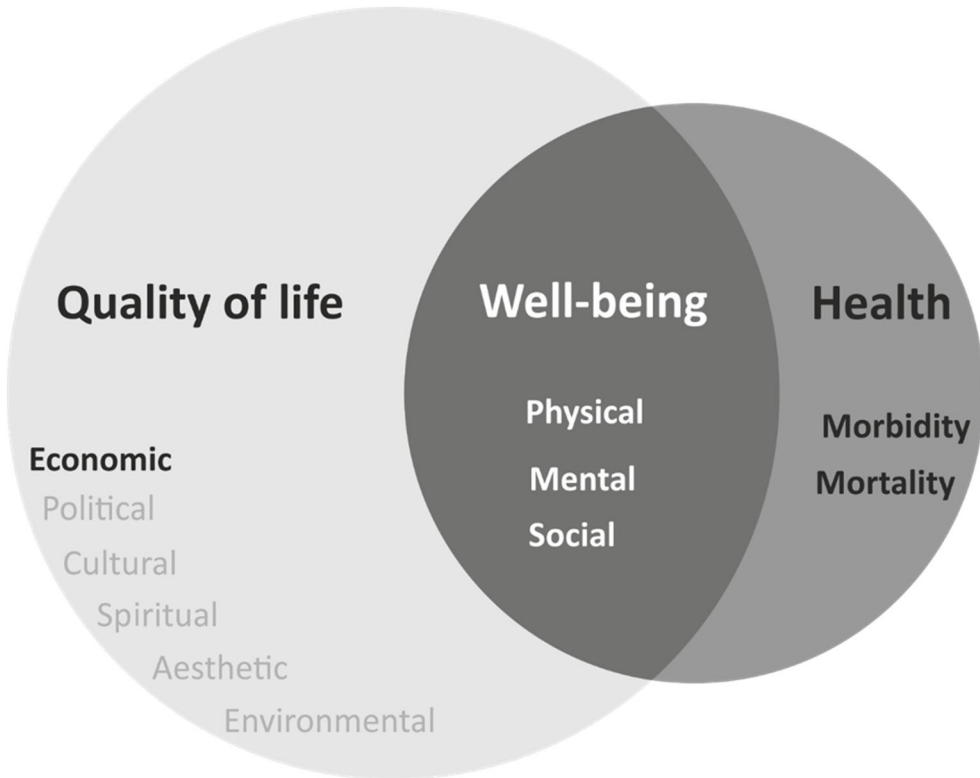 Quality of life
Economic
Political
Cultural
Spiritual
Aesthetic
Environmental
Well-being
Physical
Mental
Social
Health
Morbidity
Mortality